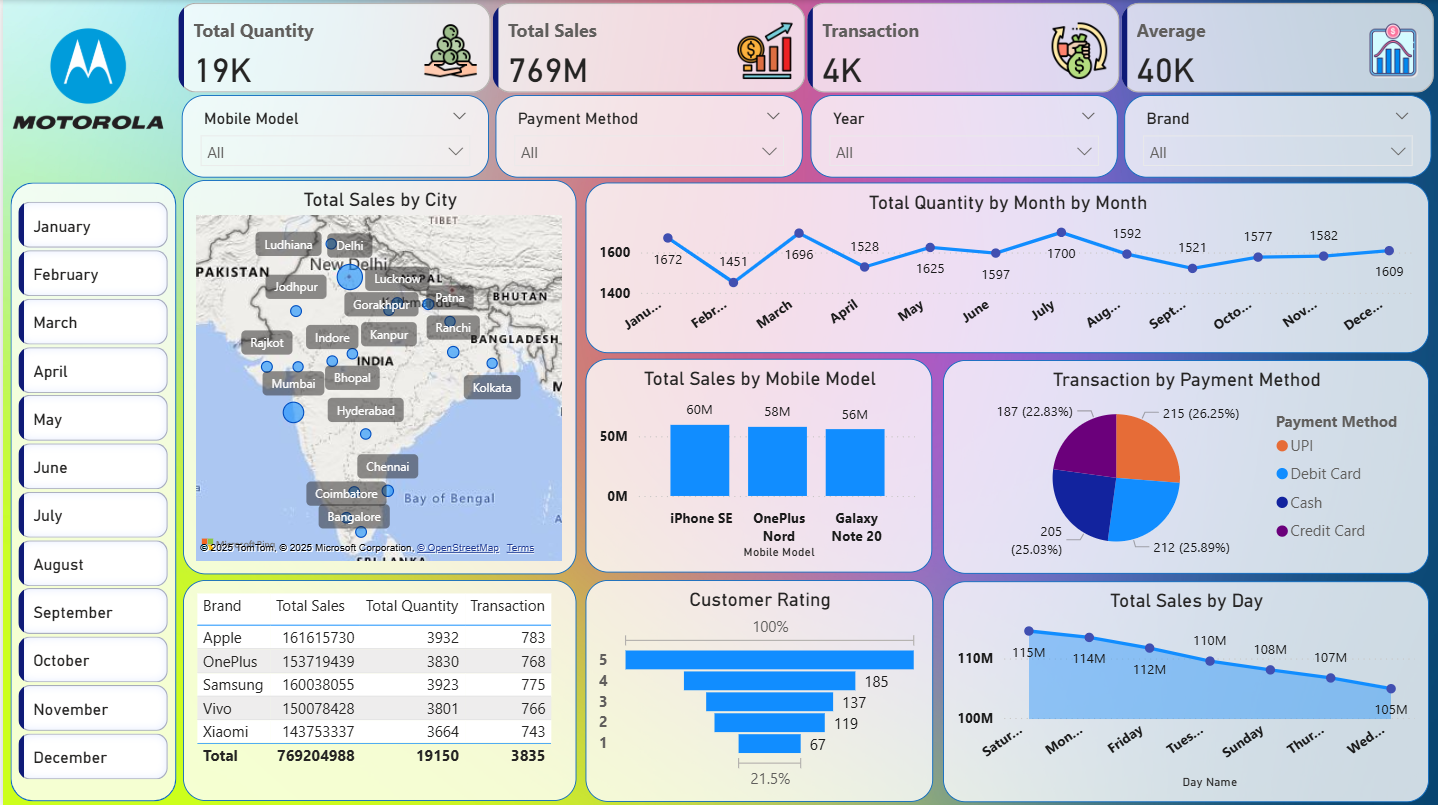 MOTOROLA
Total Quantity
19K
Total Sales
769M
Transaction
4K
Average
40K
Mobile Model
All
Payment Method
All
Year
All
Brand
All
January
February
March
April
May
June
July
August
September
October
November
December
Total Sales by City
TIBET
Ludhiana
Delhi
New Delhi
PAKISTAN
Lucknow
Jodhpur
Gorakhpur
Patna
BHUTAN
Indore
Kanpur
Ranchi
Rajkot
BANGLADESH
INDIA
Mumbai
Bhopal
Kolkata
Hyderabad
Chennai
Coimbatore
Bay of Bengal
Bangalore
© 2025 TomTom, © 2025 Microsoft Corporation, © OpenStreetMap Terms
Total Quantity by Month by Month
1600
1400
1672
1451
1696
1528
1625
1597
1700
1592
1521
1577
1582
1609
Janu...
Febr...
March
April
May
June
July
Aug...
Sept...
Octo...
Nov...
Dece...
Total Sales by Mobile Model
60M
58M
56M
50M
0M
iPhone SE
OnePlus Nord
Galaxy Note 20
Mobile Model
Transaction by Payment Method
187 (22.83%)
215 (26.25%)
205 (25.03%)
212 (25.89%)
Payment Method
UPI
Debit Card
Cash
Credit Card
Brand Total Sales Total Quantity Transaction
Apple 161615730 3932 783
OnePlus 153719439 3830 768
Samsung 160038055 3923 775
Vivo 150078428 3801 766
Xiaomi 143753337 3664 743
Total 769204988 19150 3835
Customer Rating
100%
5
4 185
3 137
2 119
1 67
21.5%
Total Sales by Day
110M
100M
115M
114M
112M
110M
108M
107M
105M
Satur...
Mon...
Friday
Tues...
Sunday
Thur...
Wed...
Day Name